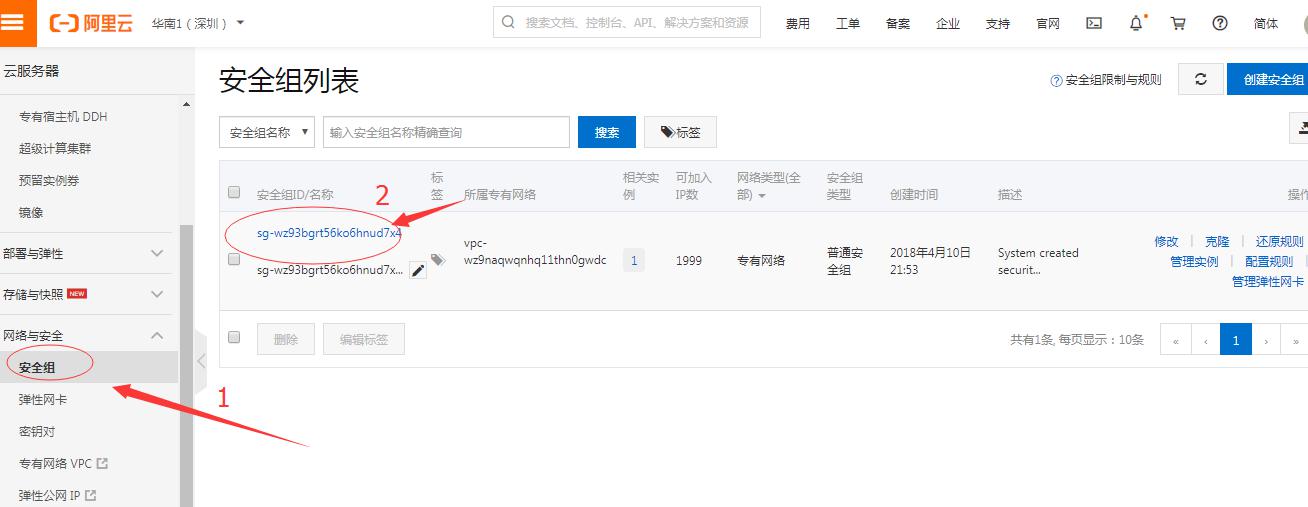 阿里云
华南1（深圳）
搜索文档、控制台、API、解决方案和资源
费用
工单
备案
企业
支持
官网
简体
云服务器
专有宿主机 DDH
超级计算集群
预留实例券
镜像
部署与弹性
存储与快照 NEW
网络与安全
安全组
弹性网卡
密钥对
专有网络 VPC
弹性公网 IP
1
安全组列表
安全组限制与规则
创建安全组
安全组名称
输入安全组名称精确查询
搜索
标签
安全组ID/名称
标
签
所属专有网络
相关实
例
可加入
IP数
网络类型(全
部)
安全组
类型
创建时间
描述
操作
2
sg-wz93bgrt56ko6hnud7x4
sg-wz93bgrt56ko6hnud7x...
vpc-
wz9naqwqnhq11thn0gwdc
1
1999
专有网络
普通安
全组
2018年4月10日
21:53
System created
securit...
修改
克隆
还原规则
管理实例
配置规则
管理弹性网卡
删除
编辑标签
共有1条, 每页显示：10条
«
‹
1
›
»